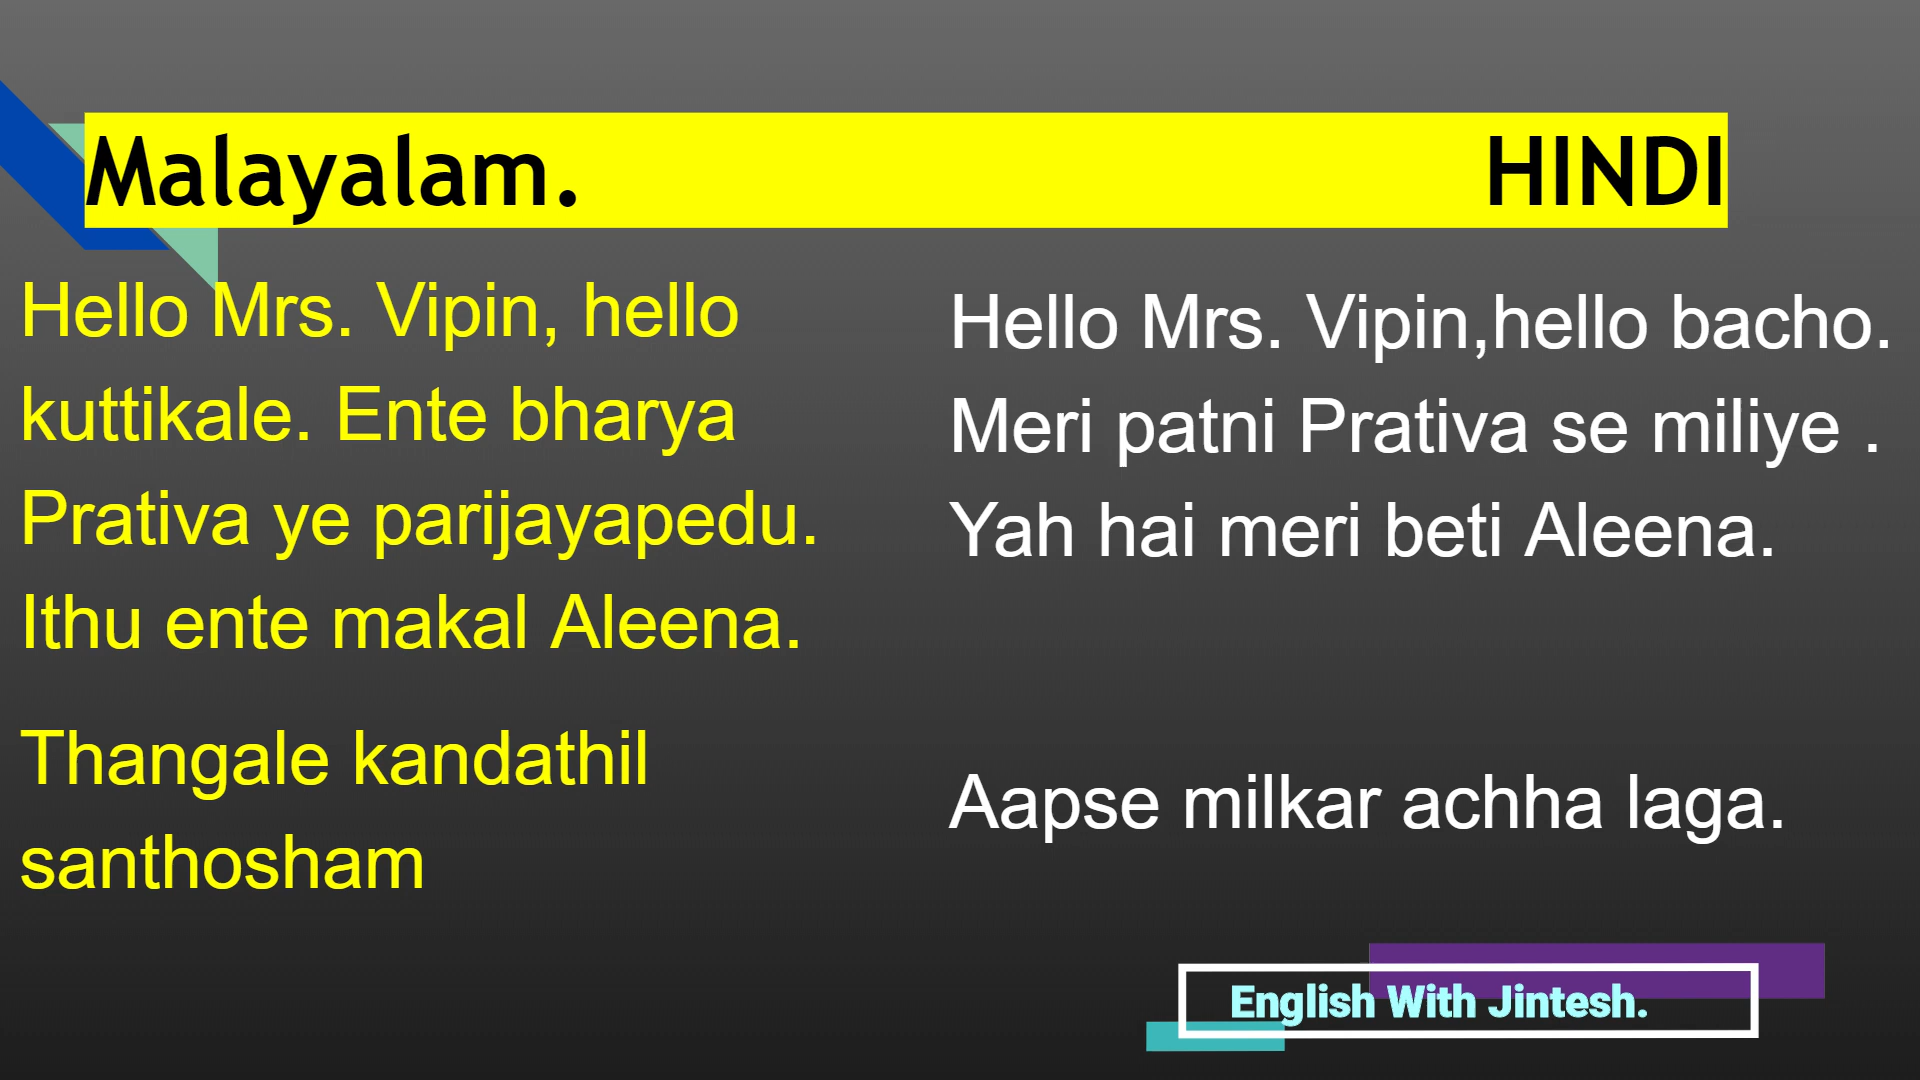 Malayalam. HINDI
Hello Mrs. Vipin, hello
kuttikale. Ente bharya
Prativa ye parijayapedu.
Ithu ente makal Aleena.
Thangale kandathil
santhosham
Hello Mrs. Vipin,hello bacho.
Meri patni Prativa se miliye .
Yah hai meri beti Aleena.
Aapse milkar achha laga.
English With Jintesh.